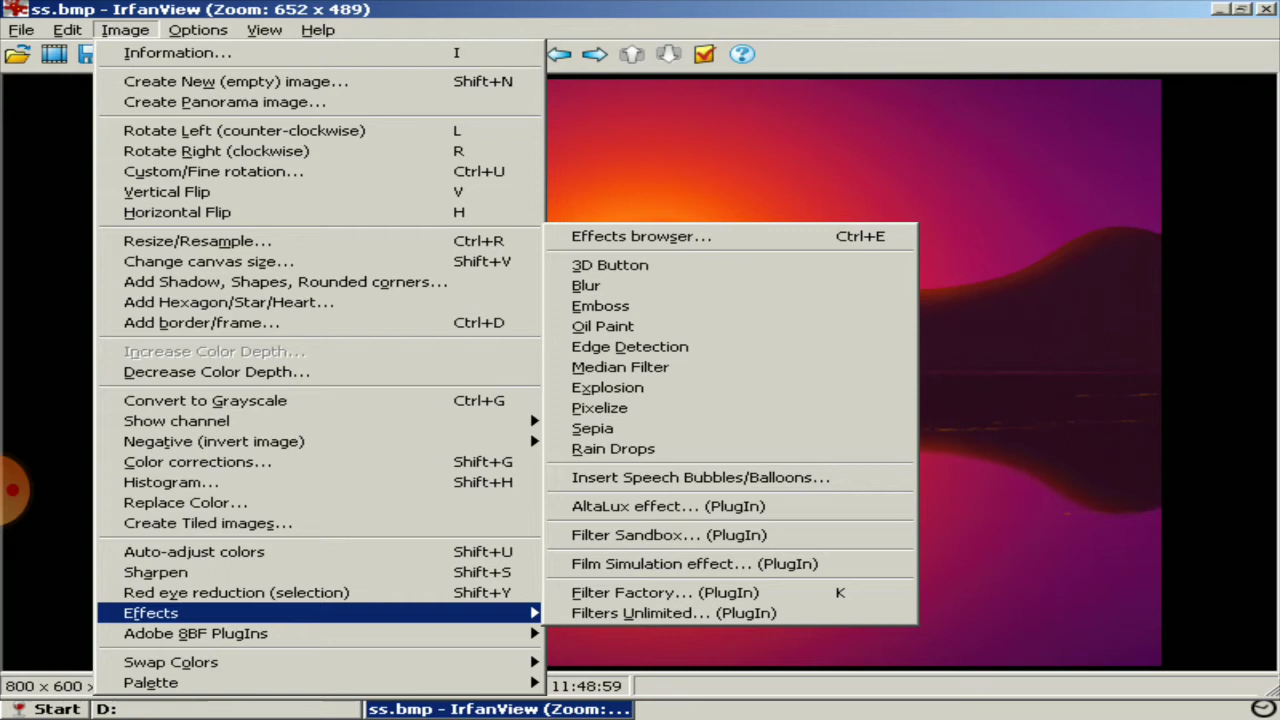 ss.bmp - IrfanView (Zoom: 652 x 489)
File Edit Image Options View Help
Information... I
Create New (empty) image... Shift+N
Create Panorama image...
Rotate Left (counter-clockwise) L
Rotate Right (clockwise) R
Custom/Fine rotation... Ctrl+U
Vertical Flip V
Horizontal Flip H
Resize/Resample... Ctrl+R
Change canvas size... Shift+V
Add Shadow, Shapes, Rounded corners...
Add Hexagon/Star/Heart...
Add border/frame... Ctrl+D
Increase Color Depth...
Decrease Color Depth...
Convert to Grayscale Ctrl+G
Show channel
Negative (invert image)
Color corrections... Shift+G
Histogram... Shift+H
Replace Color...
Create Tiled images...
Auto-adjust colors Shift+U
Sharpen Shift+S
Red eye reduction (selection) Shift+Y
Effects
Adobe 8BF PlugIns
Swap Colors
Palette
Effects browser... Ctrl+E
3D Button
Blur
Emboss
Oil Paint
Edge Detection
Median Filter
Explosion
Pixelize
Sepia
Rain Drops
Insert Speech Bubbles/Balloons...
AltaLux effect... (PlugIn)
Filter Sandbox... (PlugIn)
Film Simulation effect... (PlugIn)
Filter Factory... (PlugIn) K
Filters Unlimited... (PlugIn)
800 x 600 x 11:48:59
Start D: ss.bmp - IrfanView (Zoom:...